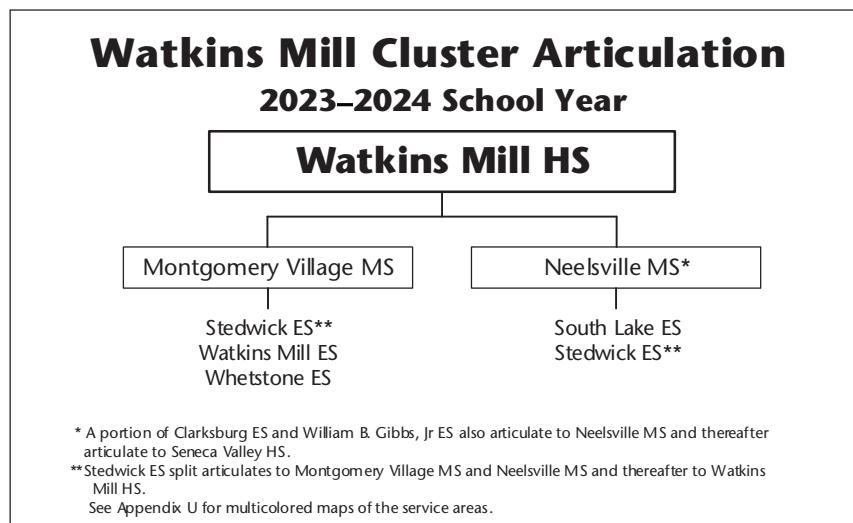 Watkins Mill Cluster Articulation
2023–2024 School Year
Watkins Mill HS
Montgomery Village MS
Neelsville MS*
Stedwick ES**
Watkins Mill ES
Whetstone ES
South Lake ES
Stedwick ES**
* A portion of Clarksburg ES and William B. Gibbs, Jr ES also articulate to Neelsville MS and thereafter
articulate to Seneca Valley HS.
**Stedwick ES split articulates to Montgomery Village MS and Neelsville MS and thereafter to Watkins
Mill HS.
See Appendix U for multicolored maps of the service areas.